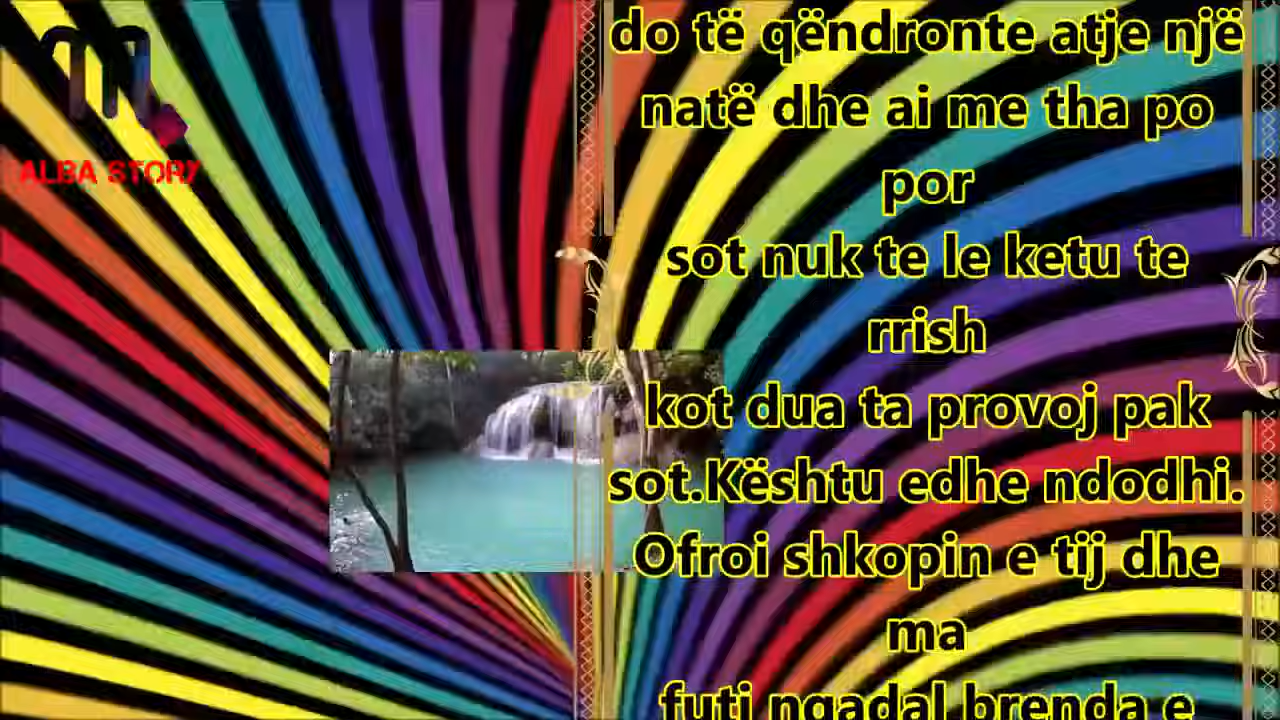 ALBA STORY
do të qëndronte atje një
natë dhe ai me tha po
por
sot nuk te le ketu te
rrish
kot dua ta provoj pak
sot.Kështu edhe ndodhi.
Ofroi shkopin e tij dhe
ma
futi ngadal brenda e